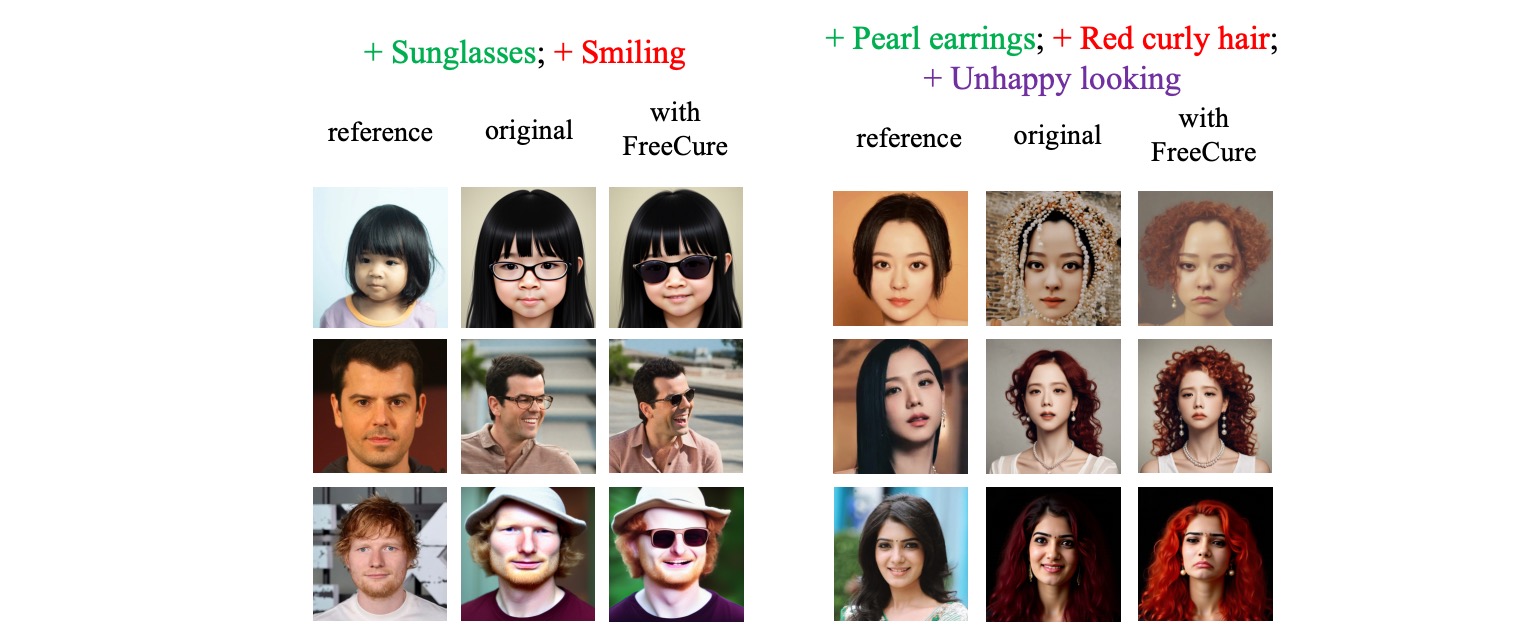 + Sunglasses; + Smiling
reference
original
with
FreeCure
+ Pearl earrings; + Red curly hair;
+ Unhappy looking
reference
original
with
FreeCure